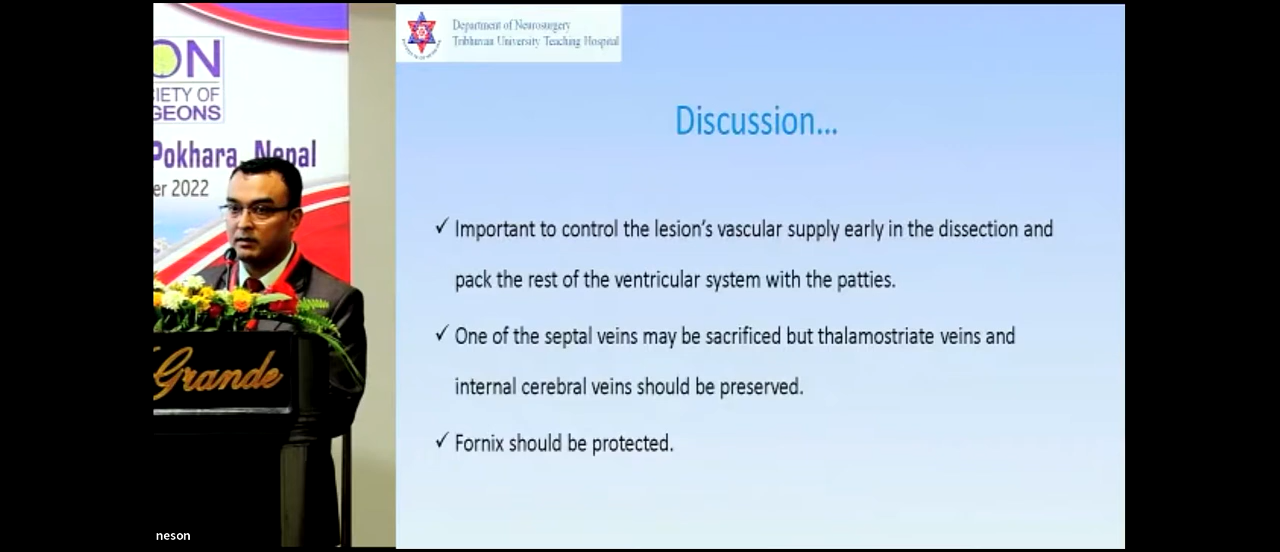 ON
IETY OF
GEONS
Pokhara, Nepal
er 2022
Grande
neson
Department of Neurosurgery
Tribhuvan University Teaching Hospital
Discussion...
✓ Important to control the lesion's vascular supply early in the dissection and
pack the rest of the ventricular system with the patties.
✓ One of the septal veins may be sacrificed but thalamostriate veins and
internal cerebral veins should be preserved.
✓ Fornix should be protected.